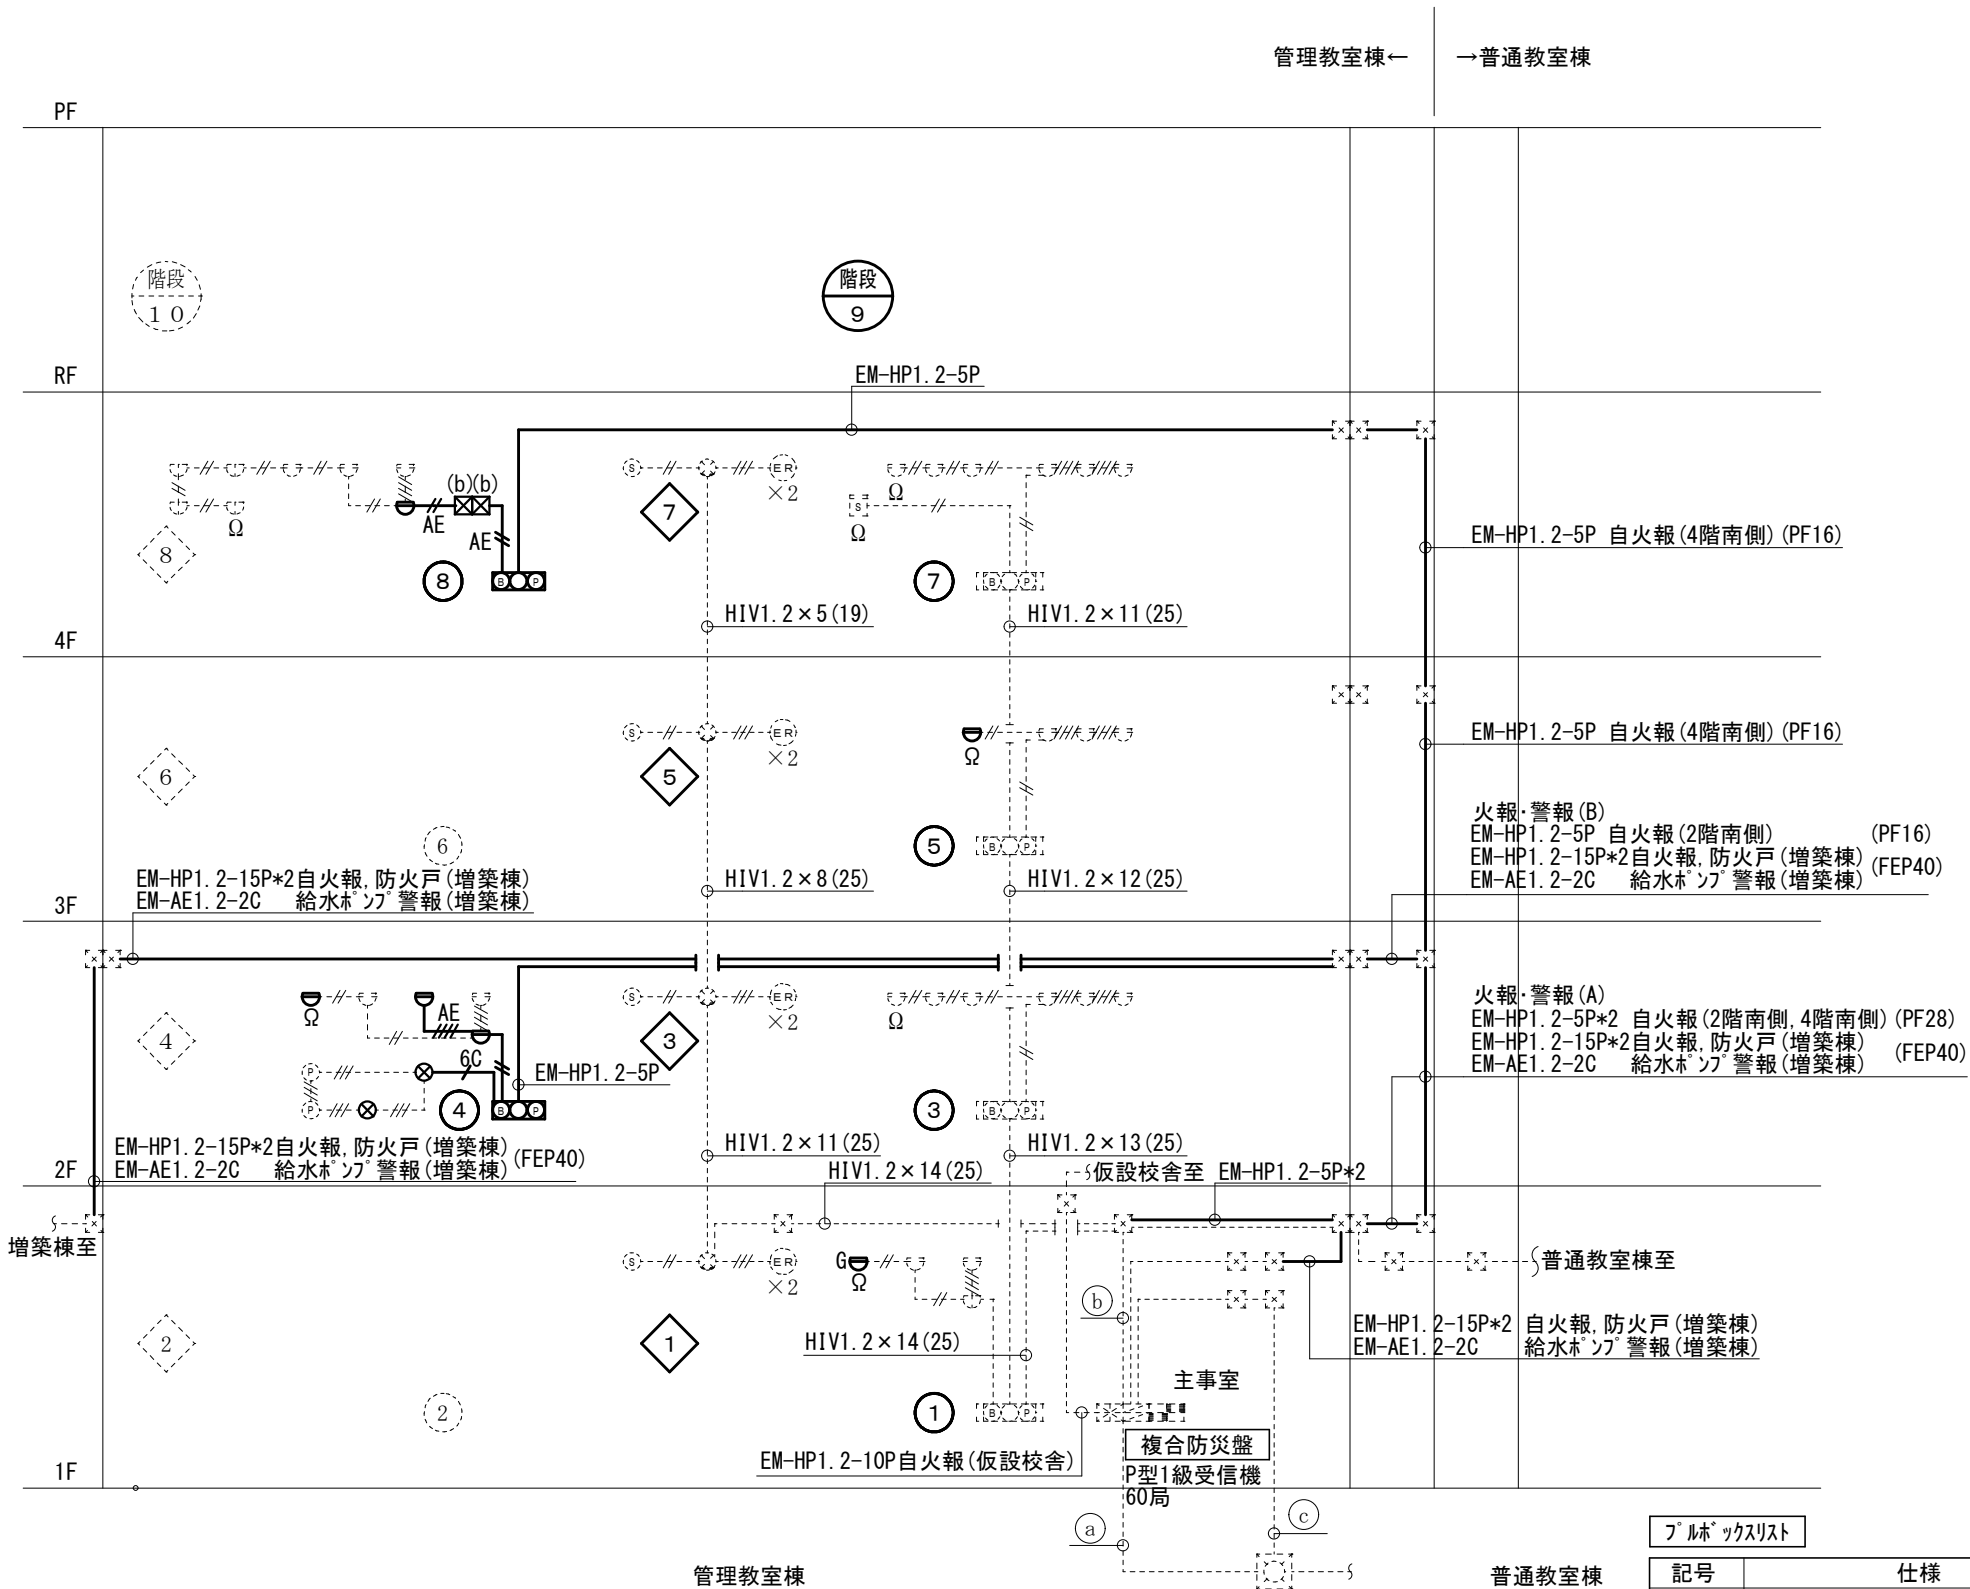 管理教室棟← →普通教室棟
PF
階段
10
階段
9
RF
EM-HP1.2-5P
S
ER
×2
Ω
(b)(b)
AE
AE
Ω
7
S
Ω
EM-HP1.2-5P 自火報(4階南側)(PF16)
8
8
B P
7
B P
HIV1.2×5(19)
HIV1.2×11(25)
4F
S
ER
×2
Ω
EM-HP1.2-5P 自火報(4階南側)(PF16)
6
5
6
5
B P
火報・警報(B)
EM-HP1.2-5P 自火報(2階南側) (PF16)
EM-HP1.2-15P*2自火報,防火戸(増築棟)
EM-AE1.2-2C 給水ポンプ警報(増築棟)
(FEP40)
EM-HP1.2-15P*2自火報,防火戸(増築棟)
EM-AE1.2-2C 給水ポンプ警報(増築棟)
HIV1.2×8(25)
HIV1.2×12(25)
3F
Ω
AE
S
ER
×2
Ω
火報・警報(A)
EM-HP1.2-5P*2 自火報(2階南側,4階南側)(PF28)
EM-HP1.2-15P*2自火報,防火戸(増築棟)
EM-AE1.2-2C 給水ポンプ警報(増築棟)
(FEP40)
4
3
6C
P
P
EM-HP1.2-5P
4
B P
3
B P
EM-HP1.2-15P*2自火報,防火戸(増築棟)
EM-AE1.2-2C 給水ポンプ警報(増築棟)
(FEP40)
HIV1.2×11(25)
HIV1.2×13(25)
2F
HIV1.2×14(25)
仮設校舎至
EM-HP1.2-5P*2
増築棟至
S
ER
×2
G
Ω
普通教室棟至
b
2
1
HIV1.2×14(25)
EM-HP1.2-15P*2 自火報,防火戸(増築棟)
EM-AE1.2-2C 給水ポンプ警報(増築棟)
主事室
2
1
B P
複合防災盤
EM-HP1.2-10P自火報(仮設校舎)
P型1級受信機
60局
1F
a
c
プルボックスリスト
管理教室棟
普通教室棟
記号 仕様